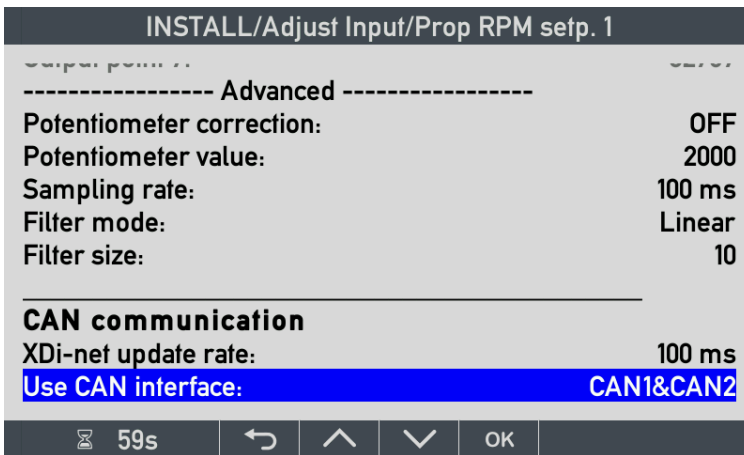 INSTALL/Adjust Input/Prop RPM setp. 1
----------------- Advanced -----------------
Potentiometer correction: OFF
Potentiometer value: 2000
Sampling rate: 100 ms
Filter mode: Linear
Filter size: 10
CAN communication
XDi-net update rate: 100 ms
Use CAN interface: CAN1&CAN2
59s OK